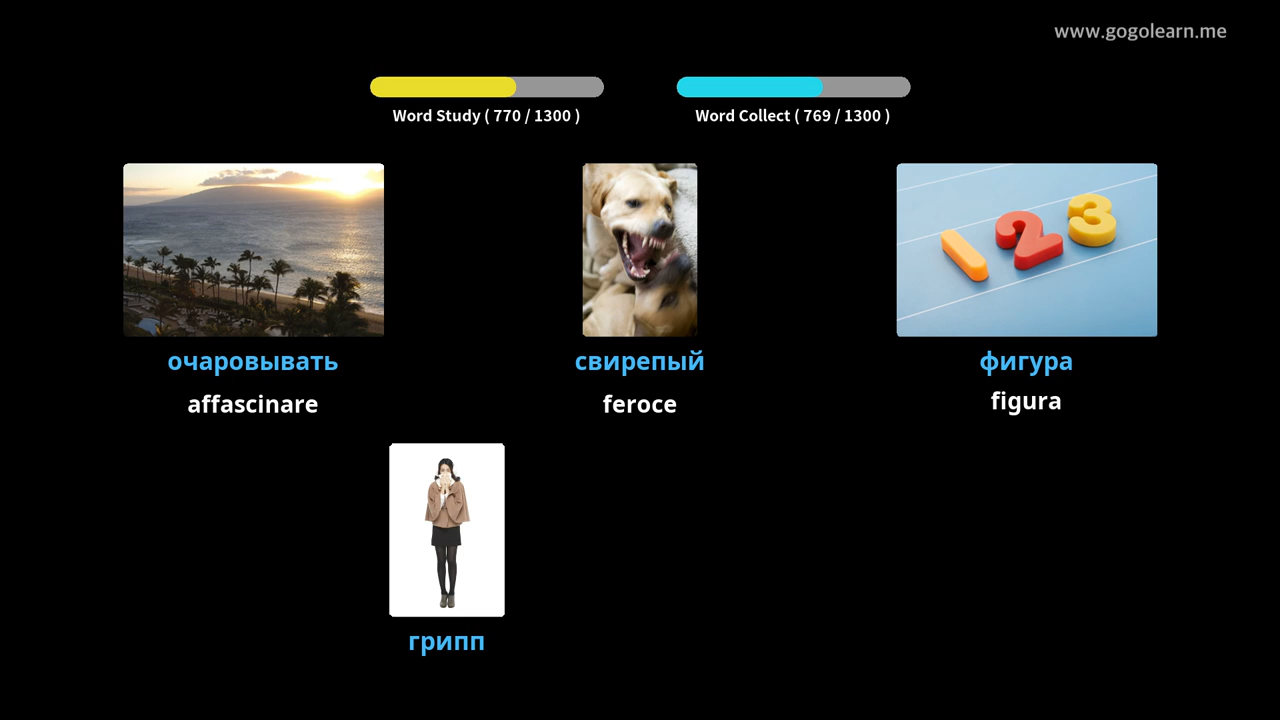 www.gogolearn.me
Word Study ( 770 / 1300 )
Word Collect ( 769 / 1300 )
очаровывать
affascinare
свирепый
feroce
фигура
figura
грипп